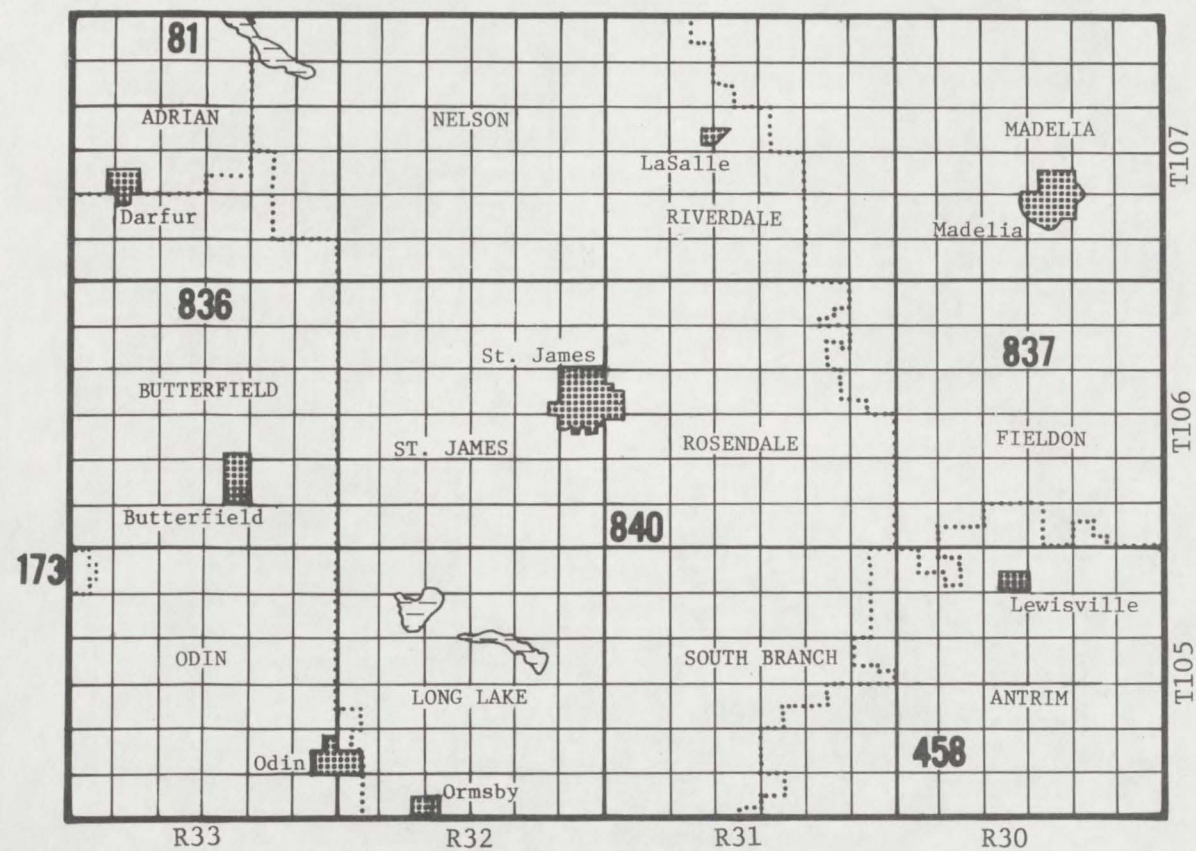 81
ADRIAN
NELSON
MADELIA
LaSalle
T107
Darfur
RIVERDALE
Madelia
836
St. James
837
BUTTERFIELD
T106
ST. JAMES
ROSENDALE
FIELDON
Butterfield
840
173
Lewisville
ODIN
SOUTH BRANCH
T105
LONG LAKE
ANTRIM
458
Odin
Ormsby
R33
R32
R31
R30